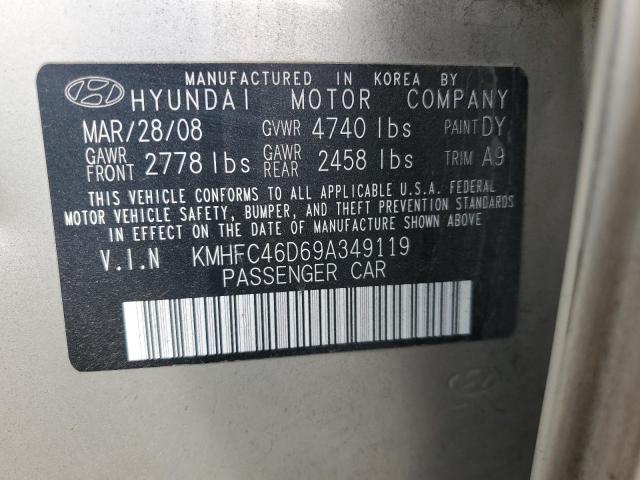 MANUFACTURED IN KOREA BY
HYUNDAI MOTOR COMPANY
MAR/28/08 GVWR 4740 lbs PAINT DY
GAWR FRONT 2778 lbs GAWR REAR 2458 lbs TRIM A9
THIS VEHICLE CONFORMS TO ALL APPLICABLE U.S.A. FEDERAL
MOTOR VEHICLE SAFETY, BUMPER, AND THEFT PREVENTION STANDARDS
IN EFFECT ON THE DATE OF MANUFACTURE SHOWN ABOVE
V.I.N KMHFC46D69A349119
PASSENGER CAR